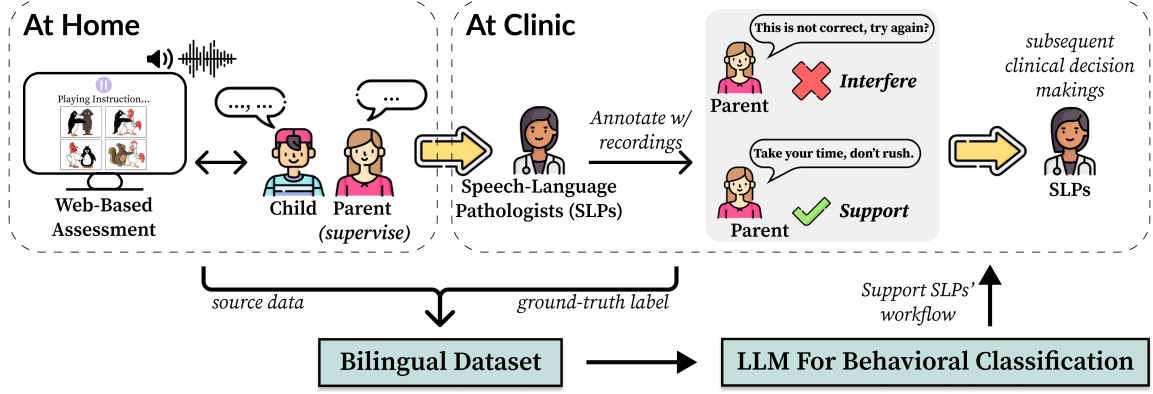 At Home
Playing Instruction...
Web-Based
Assessment
..., ...
...
Child
Parent
(supervise)
At Clinic
Speech-Language
Pathologists (SLPs)
Annotate w/
recordings
This is not correct, try again?
Parent
Interfere
Take your time, don't rush.
Parent
Support
subsequent
clinical decision
makings
SLPs
source data
ground-truth label
Support SLPs'
workflow
Bilingual Dataset
LLM For Behavioral Classification